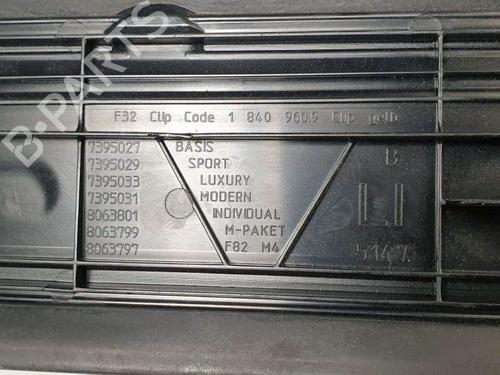 F32 Clip Code 1 840 960.9 Clip gelb
7395027 BASIS B
7395029 SPORT
7395033 LUXURY
7395031 MODERN LI
8063801 INDIVIDUAL
8063799 M-PAKET
8063797 F82 M4 5147.
B-PARTS
B-PARTS